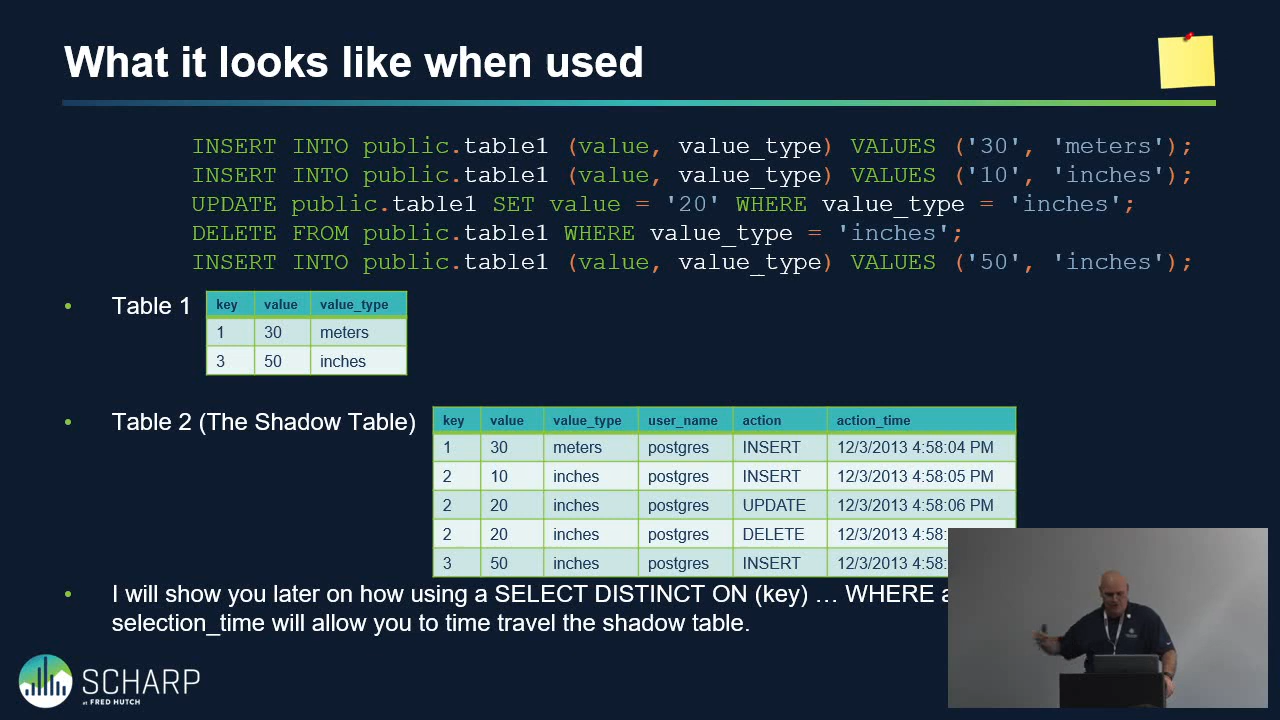 What it looks like when used
INSERT INTO public.table1 (value, value_type) VALUES ('30', 'meters');
INSERT INTO public.table1 (value, value_type) VALUES ('10', 'inches');
UPDATE public.table1 SET value = '20' WHERE value_type = 'inches';
DELETE FROM public.table1 WHERE value_type = 'inches';
INSERT INTO public.table1 (value, value_type) VALUES ('50', 'inches');
• Table 1
key value value_type
1 30 meters
3 50 inches
• Table 2 (The Shadow Table)
key value value_type user_name action action_time
1 30 meters postgres INSERT 12/3/2013 4:58:04 PM
2 10 inches postgres INSERT 12/3/2013 4:58:05 PM
2 20 inches postgres UPDATE 12/3/2013 4:58:06 PM
2 20 inches postgres DELETE 12/3/2013 4:58:
3 50 inches postgres INSERT 12/3/2013 4:58:
• I will show you later on how using a SELECT DISTINCT ON (key) … WHERE
selection_time will allow you to time travel the shadow table.
SCHARP
at FRED HUTCH